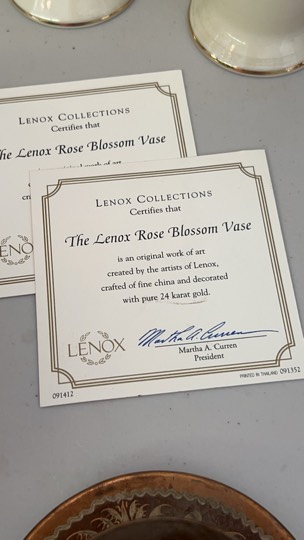 LENOX COLLECTIONS
Certifies that
The Lenox Rose Blossom Vase
LENOX COLLECTIONS
Certifies that
The Lenox Rose Blossom Vase
is an original work of art
created by the artists of Lenox,
crafted of fine china and decorated
with pure 24 karat gold.
LENOX
Martha A. Curren
Martha A. Curren
President
091412
PRINTED IN THAILAND 091352